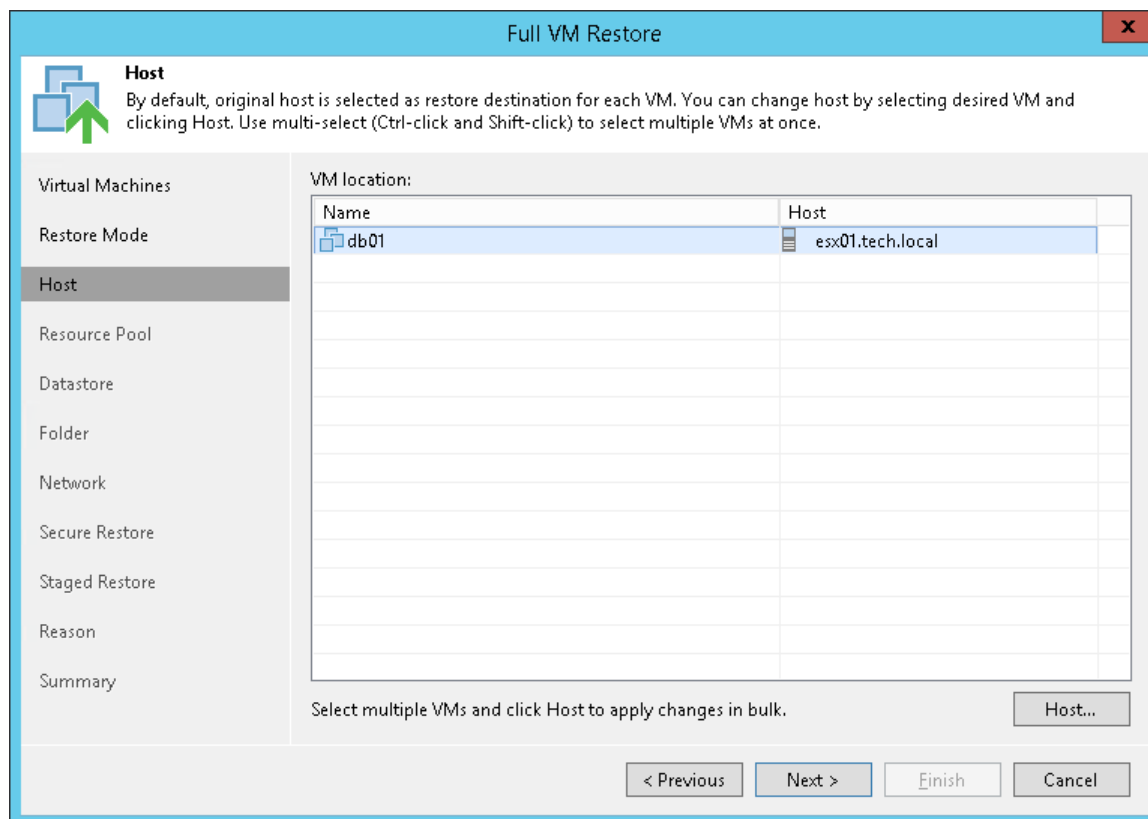 Full VM Restore
x
Host
By default, original host is selected as restore destination for each VM. You can change host by selecting desired VM and
clicking Host. Use multi-select (Ctrl-click and Shift-click) to select multiple VMs at once.
Virtual Machines
Restore Mode
Host
Resource Pool
Datastore
Folder
Network
Secure Restore
Staged Restore
Reason
Summary
VM location:
Name Host
db01 esx01.tech.local
Select multiple VMs and click Host to apply changes in bulk.
Host...
< Previous Next > Finish Cancel